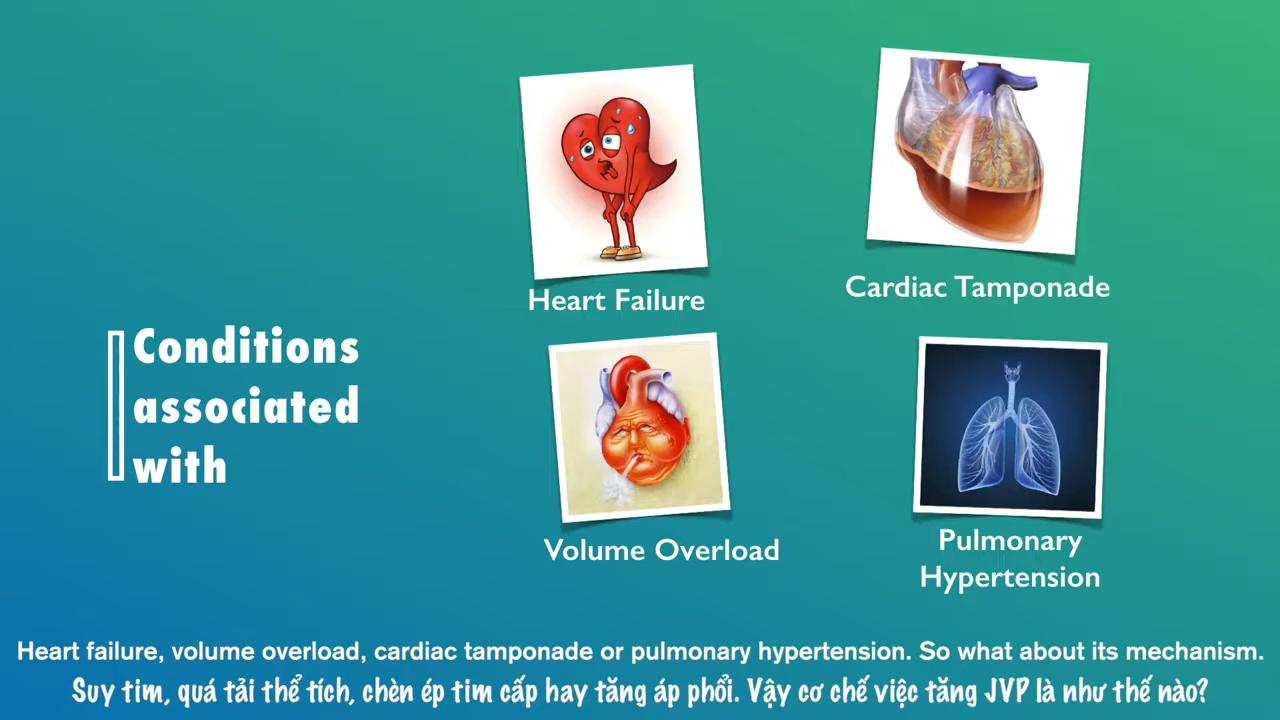 Conditions
associated
with
Heart Failure
Cardiac Tamponade
Volume Overload
Pulmonary
Hypertension
Heart failure, volume overload, cardiac tamponade or pulmonary hypertension. So what about its mechanism.
Suy tim, quá tải thể tích, chèn ép tim cấp hay tăng áp phổi. Vậy cơ chế việc tăng JVP là như thế nào?